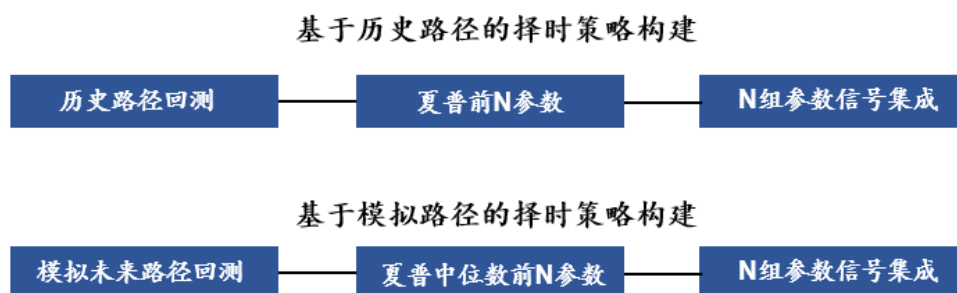 基于历史路径的择时策略构建
历史路径回测
夏普前N参数
N组参数信号集成
基于模拟路径的择时策略构建
模拟未来路径回测
夏普中位数前N参数
N组参数信号集成